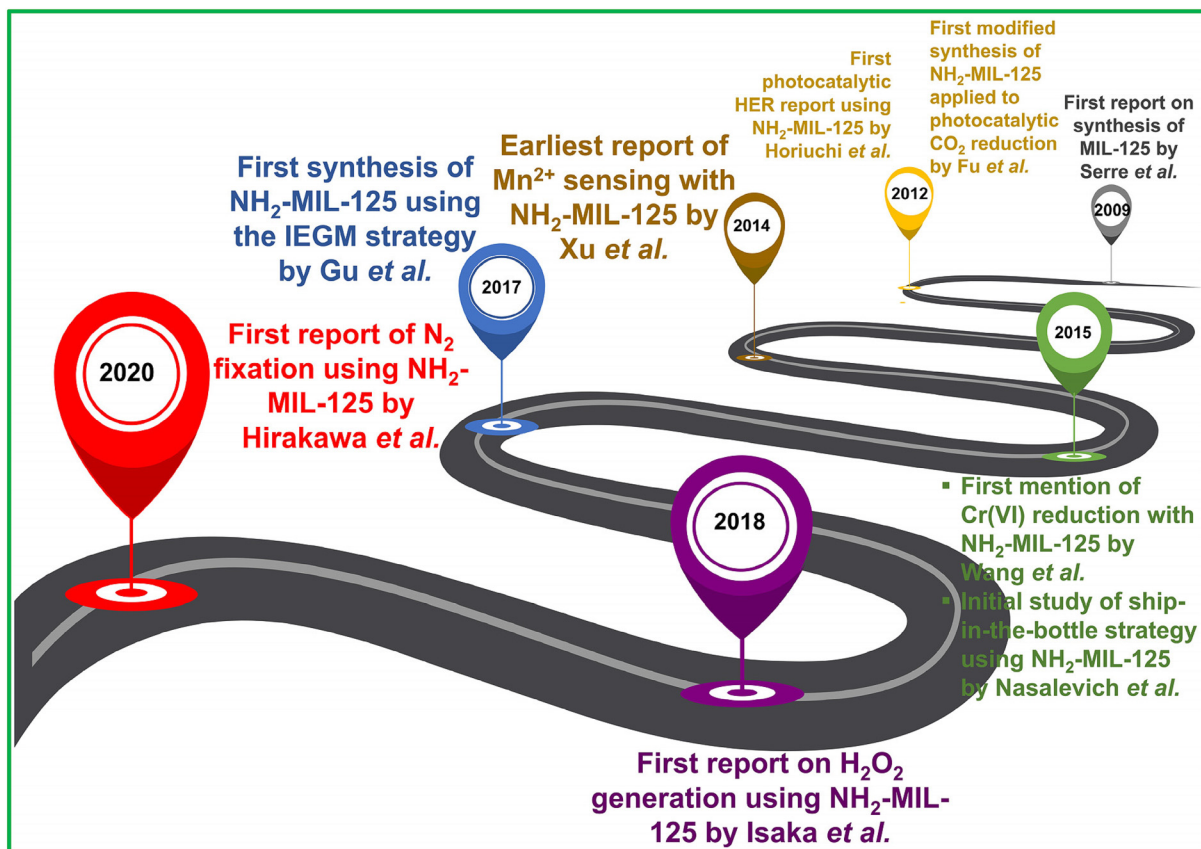 First
photocatalytic
HER report using
NH₂-MIL-125 by
Horiuchi et al.
First modified
synthesis of
NH₂-MIL-125
applied to
photocatalytic
CO₂ reduction
by Fu et al.
2012
First report on
synthesis of
MIL-125 by
Serre et al.
2009
Earliest report of
Mn²⁺ sensing with
NH₂-MIL-125 by
Xu et al.
2014
First synthesis of
NH₂-MIL-125 using
the IEGM strategy
by Gu et al.
2017
2015
▪ First mention of
Cr(VI) reduction with
NH₂-MIL-125 by
Wang et al.
▪ Initial study of ship-
in-the-bottle strategy
using NH₂-MIL-125
by Nasalevich et al.
2020
First report of N₂
fixation using NH₂-
MIL-125 by
Hirakawa et al.
2018
First report on H₂O₂
generation using NH₂-MIL-
125 by Isaka et al.